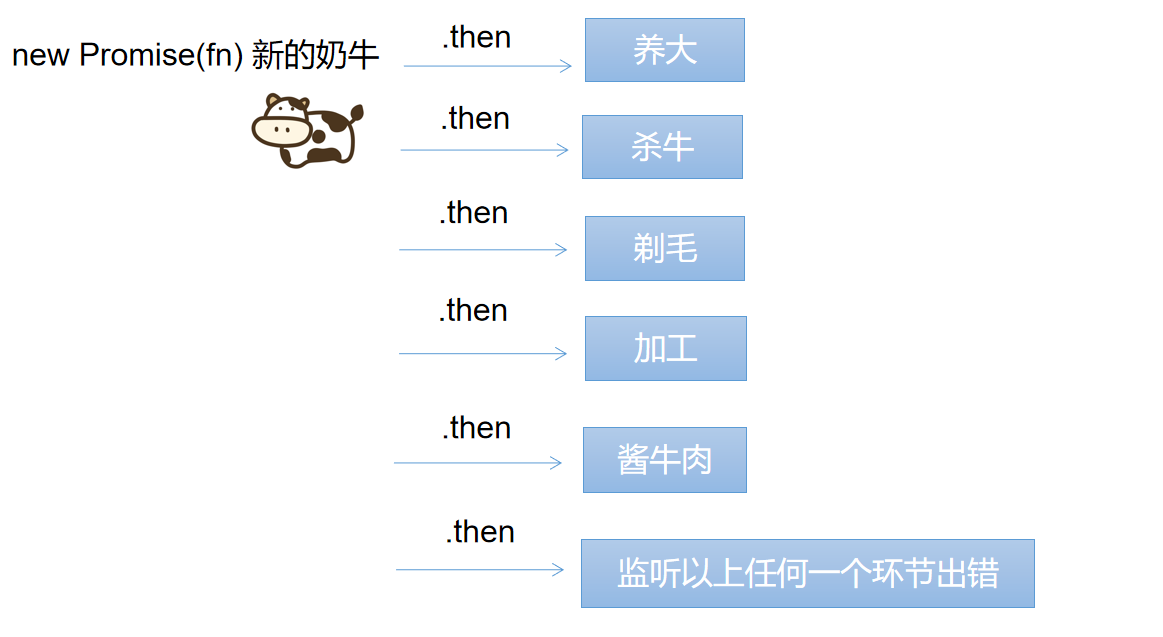 new Promise(fn) 新的奶牛
.then
养大
.then
杀牛
.then
剃毛
.then
加工
.then
酱牛肉
.then
监听以上任何一个环节出错